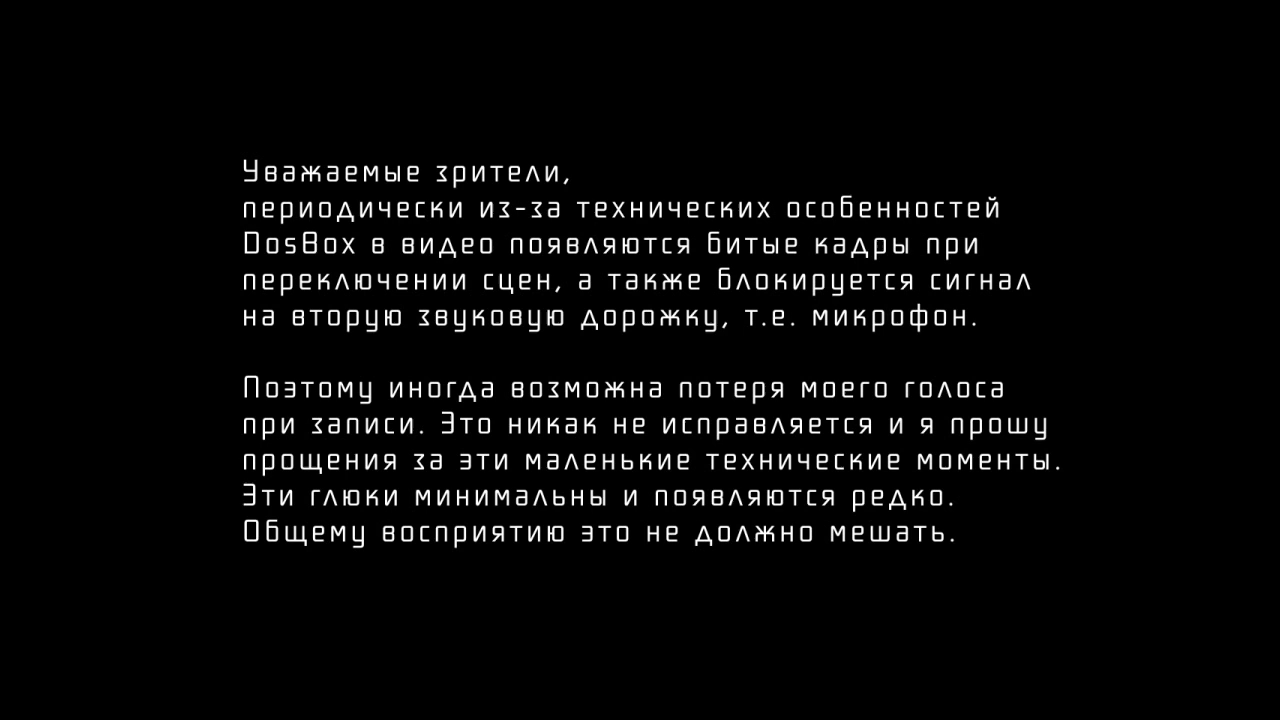 Уважаемые зрители,
периодически из-за технических особенностей
DosBox в видео появляются битые кадры при
переключении сцен, а также блокируется сигнал
на вторую звуковую дорожку, т.е. микрофон.
Поэтому иногда возможна потеря моего голоса
при записи. Это никак не исправляется и я прошу
прощения за эти маленькие технические моменты.
Эти глюки минимальны и появляются редко.
Общему восприятию это не должно мешать.